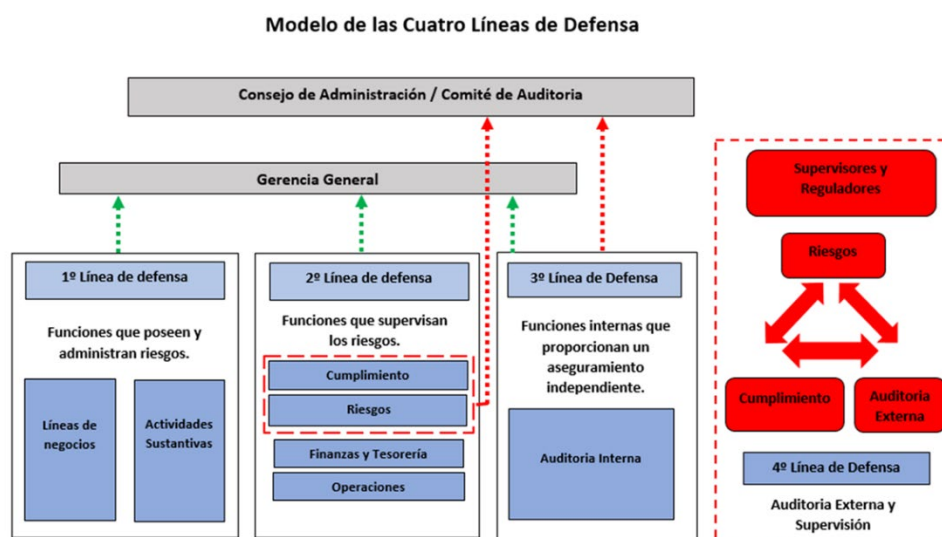 Modelo de las Cuatro Líneas de Defensa
Consejo de Administración / Comité de Auditoria
Gerencia General
1º Línea de defensa
Funciones que poseen y
administran riesgos.
Líneas de
negocios
Actividades
Sustantivas
2º Línea de defensa
Funciones que supervisan
los riesgos.
Cumplimiento
Riesgos
Finanzas y Tesorería
Operaciones
3º Línea de Defensa
Funciones internas que
proporcionan un
aseguramiento
independiente.
Auditoria Interna
Supervisores y
Reguladores
Riesgos
Cumplimiento
Auditoria
Externa
4º Línea de Defensa
Auditoria Externa y
Supervisión